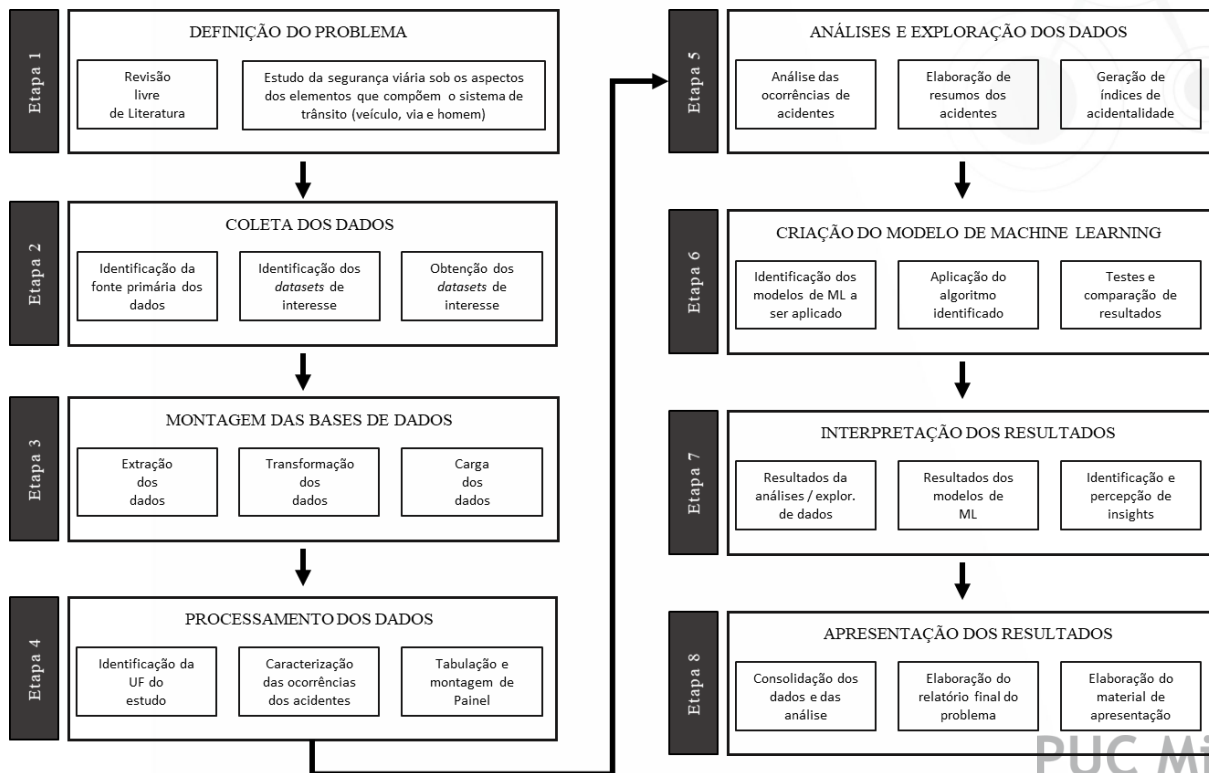 Etapa 1
DEFINIÇÃO DO PROBLEMA
Revisão
livre
de Literatura
Estudo da segurança viária sob os aspectos
dos elementos que compõem o sistema de
trânsito (veículo, via e homem)
Etapa 2
COLETA DOS DADOS
Identificação da
fonte primária dos
dados
Identificação dos
datasets de
interesse
Obtenção dos
datasets de
interesse
Etapa 3
MONTAGEM DAS BASES DE DADOS
Extração
dos
dados
Transformação
dos
dados
Carga
dos
dados
Etapa 4
PROCESSAMENTO DOS DADOS
Identificação da
UF do
estudo
Caracterização
das ocorrências
dos acidentes
Tabulação e
montagem de
Painel
Etapa 5
ANÁLISES E EXPLORAÇÃO DOS DADOS
Análise das
ocorrências de
acidentes
Elaboração de
resumos dos
acidentes
Geração de
índices de
acidentalidade
Etapa 6
CRIAÇÃO DO MODELO DE MACHINE LEARNING
Identificação dos
modelos de ML a
ser aplicado
Aplicação do
algoritmo
identificado
Testes e
comparação de
resultados
Etapa 7
INTERPRETAÇÃO DOS RESULTADOS
Resultados da
análises / explor.
de dados
Resultados dos
modelos de
ML
Identificação e
percepção de
insights
Etapa 8
APRESENTAÇÃO DOS RESULTADOS
Consolidação dos
dados e das
análise
Elaboração do
relatório final do
problema
Elaboração do
material de
apresentação
PUC Mi